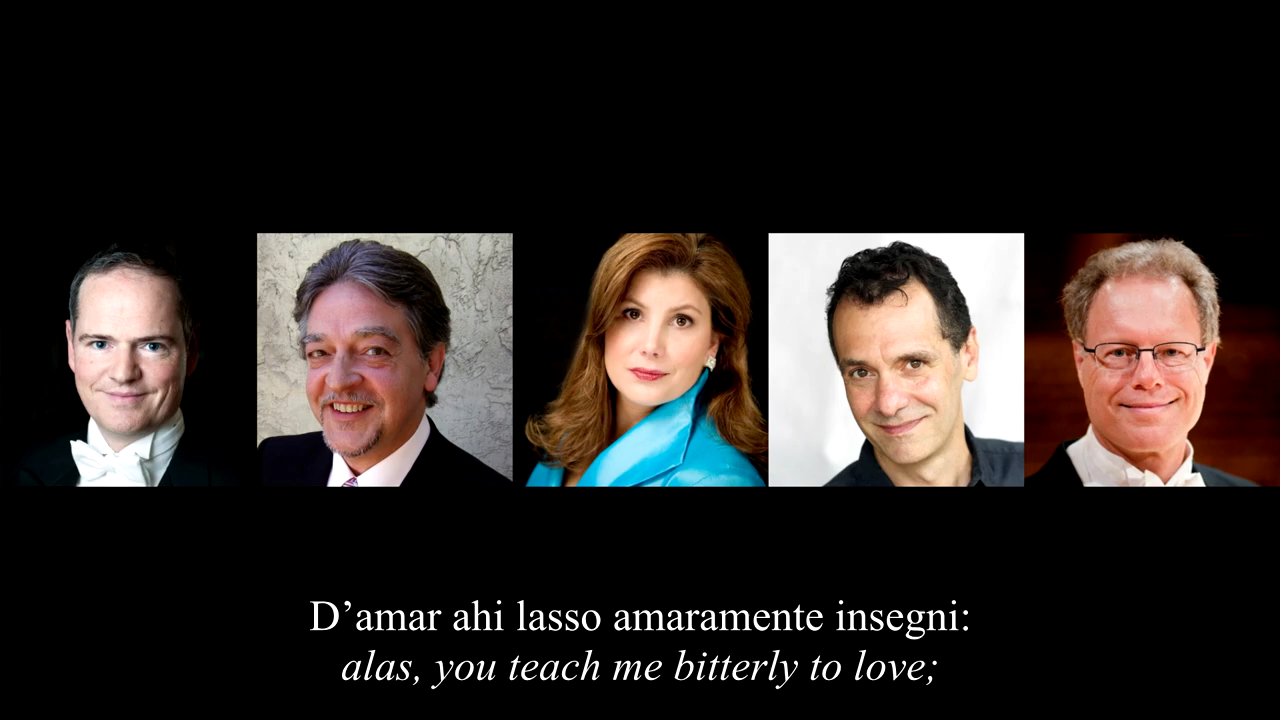 D’amar ahi lasso amaramente insegni:
alas, you teach me bitterly to love;